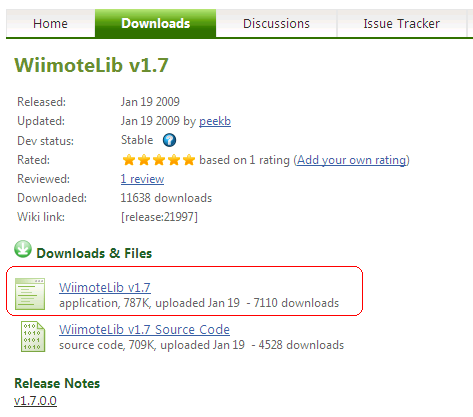 Home Downloads Discussions Issue Tracker
WiimoteLib v1.7
Released: Jan 19 2009
Updated: Jan 19 2009 by peekb
Dev status: Stable ?
Rated: based on 1 rating (Add your own rating)
Reviewed: 1 review
Downloaded: 11638 downloads
Wiki link: [release:21997]
Downloads & Files
WiimoteLib v1.7
application, 787K, uploaded Jan 19 - 7110 downloads
WiimoteLib v1.7 Source Code
source code, 709K, uploaded Jan 19 - 4528 downloads
Release Notes
v1.7.0.0